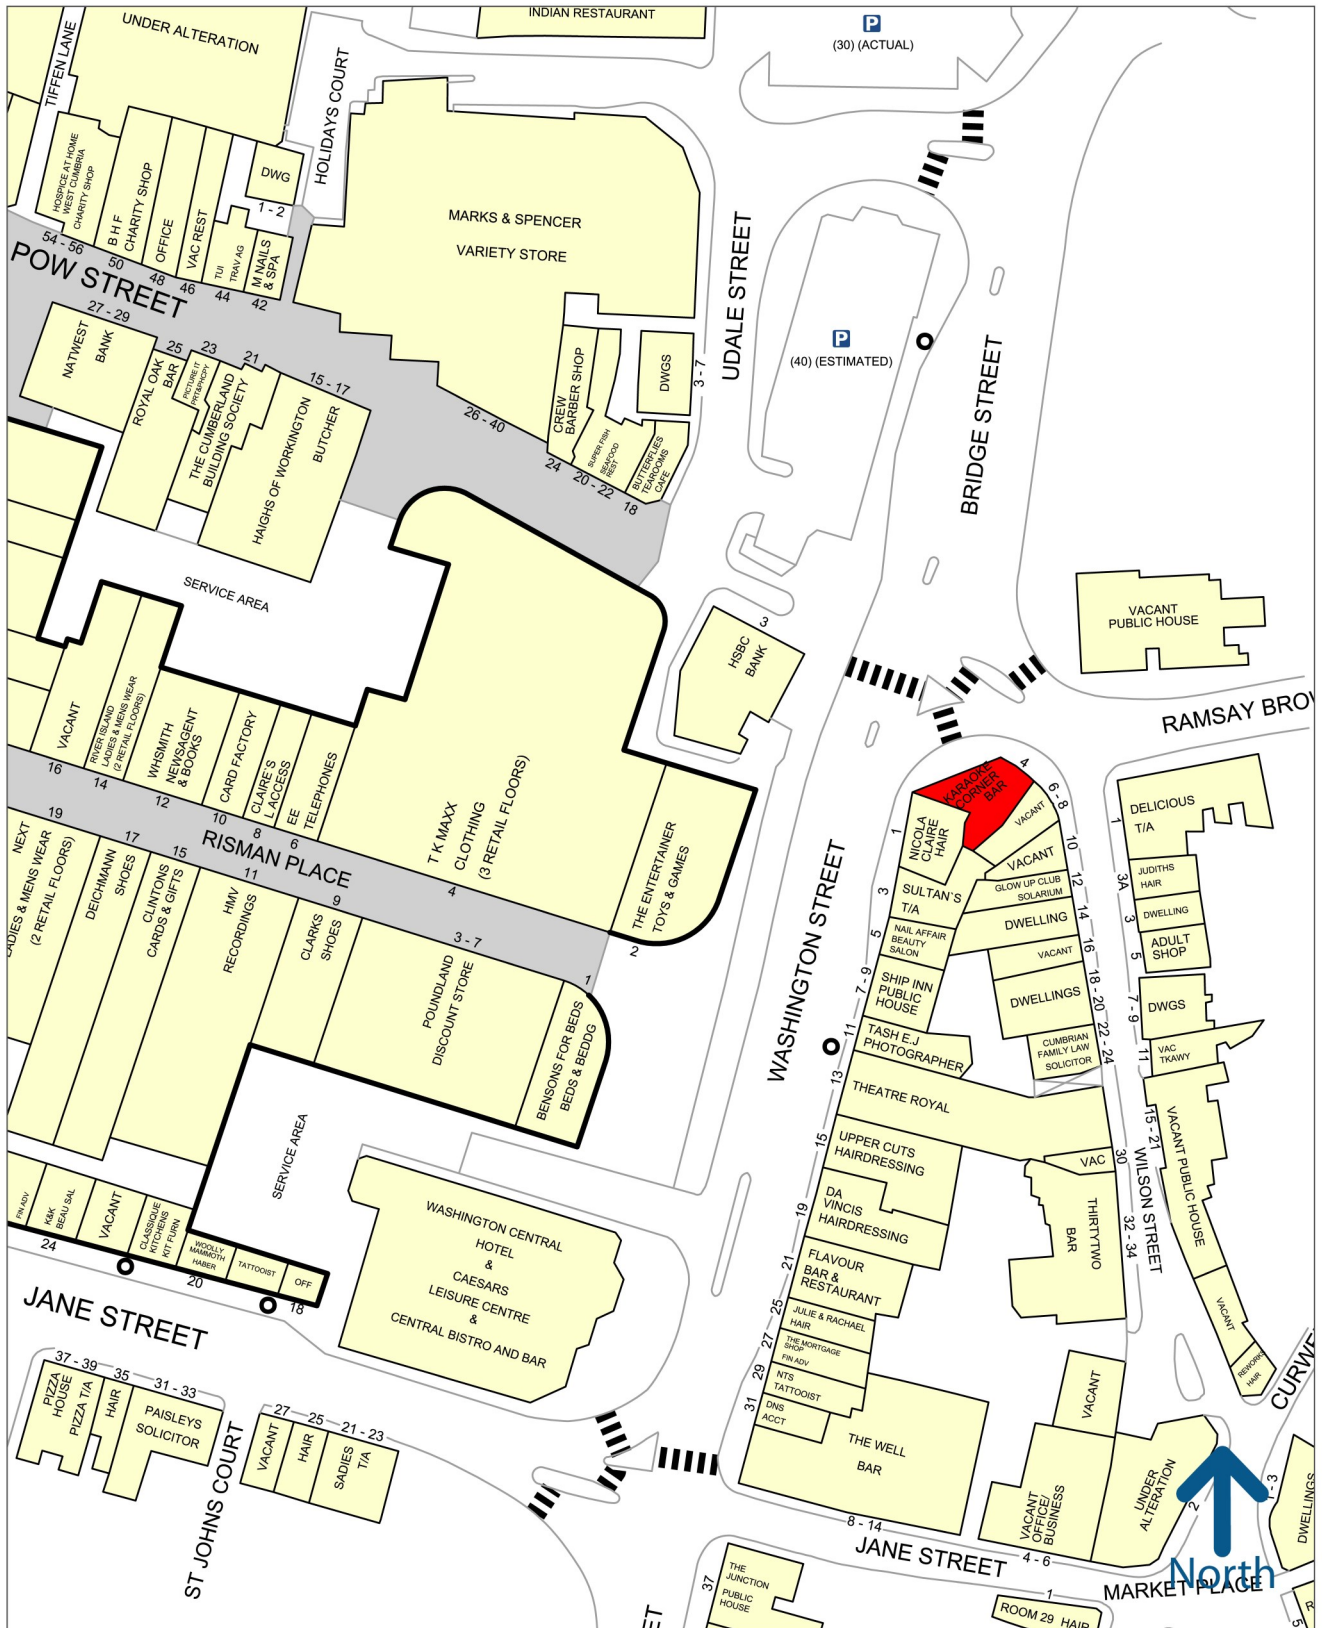 INDIAN RESTAURANT
P
(30) (ACTUAL)
UNDER ALTERATION
TIFFEN LANE
HOLIDAYS COURT
HOSPICE AT HOME
WEST CUMBRIA
CHARITY SHOP
B H F
CHARITY SHOP
OFFICE
VAC REST
DWG
1 - 2
TUI
TRAV AG
M NAILS
& SPA
54 - 56
50
48
46
44
42
POW STREET
MARKS & SPENCER
VARIETY STORE
UDALE STREET
P
(40) (ESTIMATED)
BRIDGE STREET
27 - 29
NATWEST
BANK
25
ROYAL OAK
BAR
23
PICTURE IT
PRT&PHCPY
21
THE CUMBERLAND
BUILDING SOCIETY
15 - 17
HAIGHS OF WORKINGTON
BUTCHER
26 - 40
CREW
BARBER SHOP
24
SUPER FISH
SEAFOOD
REST
20 - 22
DWGS
3 - 7
BUTTERFLIES
TEAROOMS
CAFE
18
SERVICE AREA
3
HSBC
BANK
VACANT
PUBLIC HOUSE
VACANT
16
RIVER ISLAND
LADIES & MENS WEAR
(2 RETAIL FLOORS)
14
WHSMITH
NEWSAGENT
& BOOKS
12
CARD FACTORY
10
CLAIRE'S
L ACCESS
8
EE
TELEPHONES
6
T K MAXX
CLOTHING
(3 RETAIL FLOORS)
4
THE ENTERTAINER
TOYS & GAMES
2
RISMAN PLACE
19
NEXT
ADIES & MENS WEAR
(2 RETAIL FLOORS)
17
DEICHMANN
SHOES
15
CLINTONS
CARDS & GIFTS
11
HMV
RECORDINGS
9
CLARKS
SHOES
3 - 7
POUNDLAND
DISCOUNT STORE
1
BENSONS FOR BEDS
BEDS & BEDDG
SERVICE AREA
RAMSAY BRO
KARAOKE
CORNER
BAR
4
6 - 8
VACANT
10
VACANT
12
GLOW UP CLUB
SOLARIUM
14
DWELLING
16
VACANT
18 - 20
DWELLINGS
22 - 24
CUMBRIAN
FAMILY LAW
SOLICITOR
1
NICOLA
CLAIRE
HAIR
3
SULTAN'S
T/A
5
NAIL AFFAIR
BEAUTY
SALON
7 - 9
SHIP INN
PUBLIC
HOUSE
11
TASH E.J
PHOTOGRAPHER
13
THEATRE ROYAL
15
UPPER CUTS
HAIRDRESSING
19
DA
VINCIS
HAIRDRESSING
21
FLAVOUR
BAR &
RESTAURANT
25
JULIE & RACHAEL
HAIR
27
THE MORTGAGE
SHOP
FIN ADV
29
NTS
TATTOOIST
31
DNS
ACCT
THE WELL
BAR
8 - 14
WASHINGTON STREET
1
DELICIOUS
T/A
3A
JUDITHS
HAIR
3
DWELLING
5
ADULT
SHOP
7 - 9
DWGS
11
VAC
TKAWY
15 - 21
VACANT PUBLIC HOUSE
VACANT
REWORKS
HAIR
30
VAC
32 - 34
THIRTYTWO
BAR
WILSON STREET
CURWE
FIN ADV
K&K
BEAU SAL
24
VACANT
CLASSIQUE
KITCHENS
KIT FURN
WOOLLY
MAMMOTH
HABER
20
TATTOOIST
OFF
18
JANE STREET
WASHINGTON CENTRAL
HOTEL
&
CAESARS
LEISURE CENTRE
&
CENTRAL BISTRO AND BAR
37 - 39
PIZZA
HOUSE
PIZZA T/A
35
HAIR
31 - 33
PAISLEYS
SOLICITOR
ST JOHNS COURT
27
VACANT
25
HAIR
21 - 23
SADIES
T/A
VACANT
VACANT
OFFICE/
BUSINESS
4 - 6
UNDER
ALTERATION
2
North
1 - 3
DWELLINGS
JANE STREET
MARKET PLACE
37
THE
JUNCTION
PUBLIC
HOUSE
ET
1
ROOM 29 HAIR
5
R